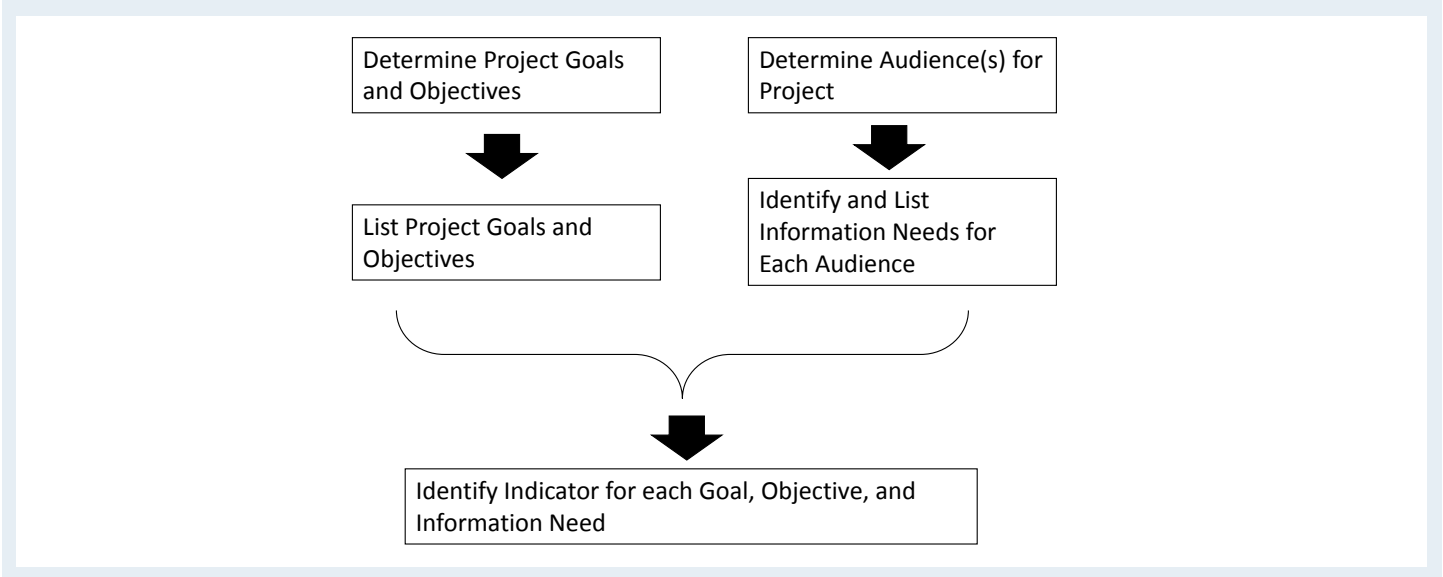 Determine Project Goals
and Objectives
Determine Audience(s) for
Project
List Project Goals and
Objectives
Identify and List
Information Needs for
Each Audience
Identify Indicator for each Goal, Objective, and
Information Need